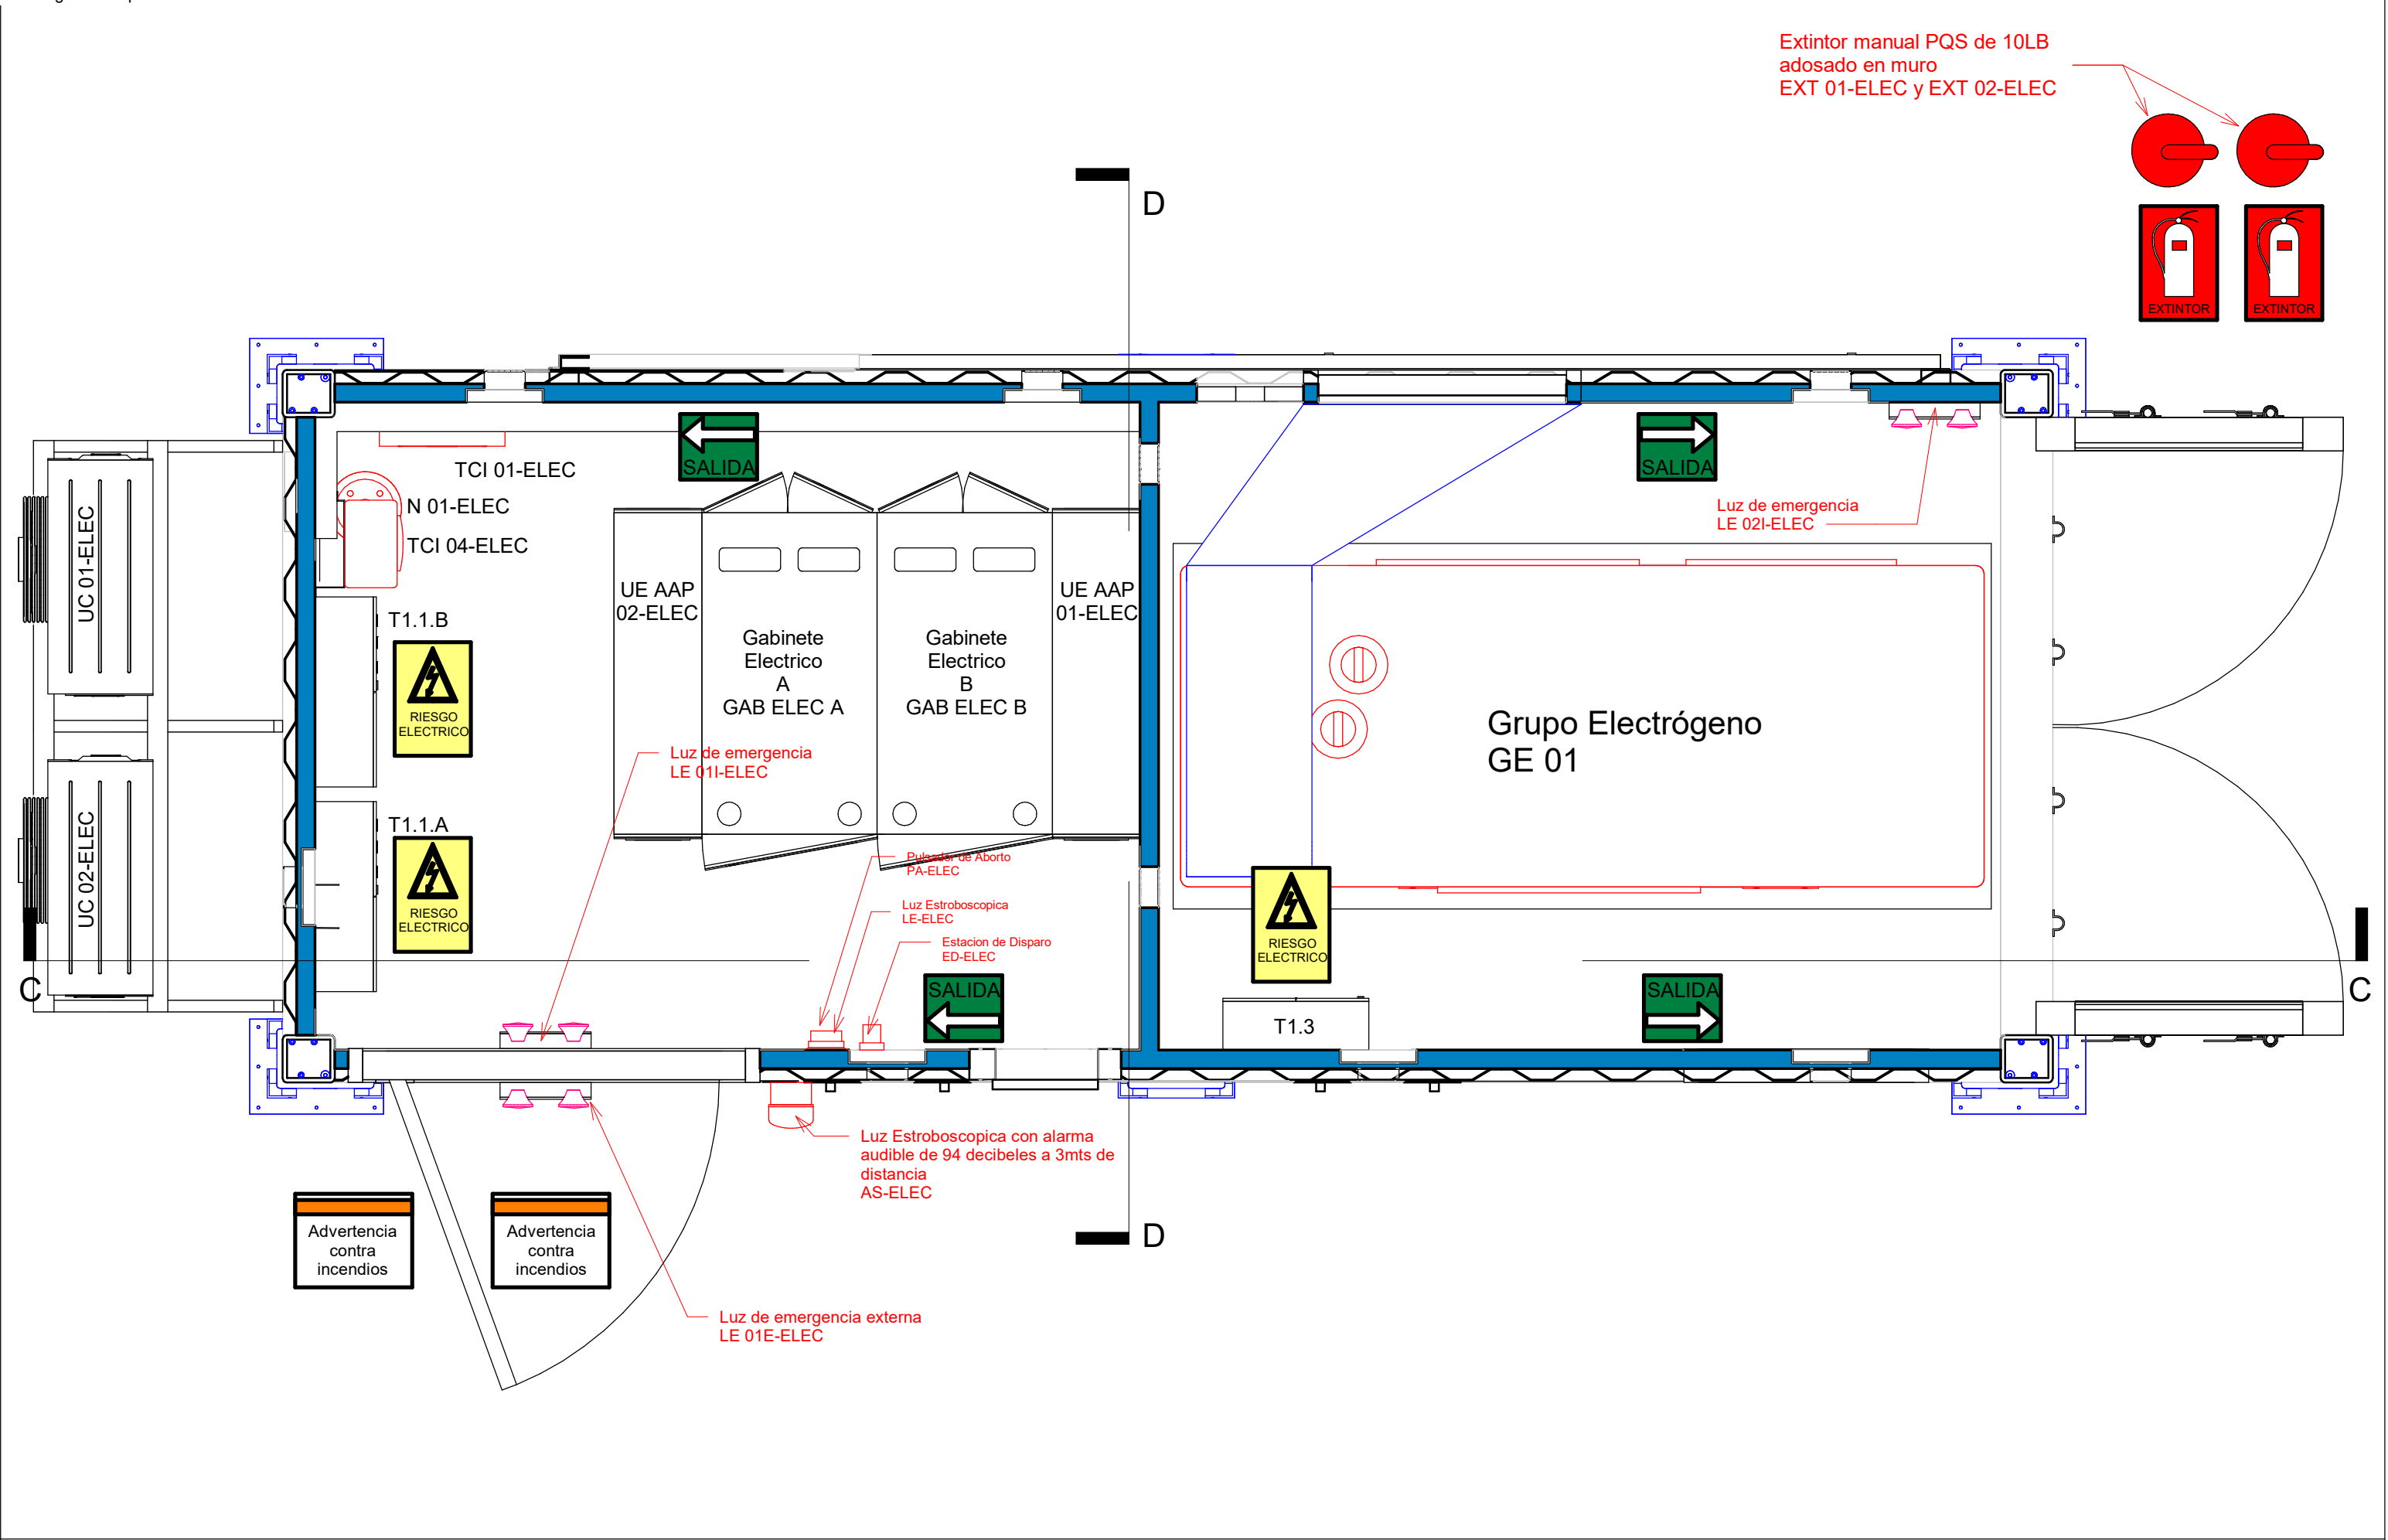 Extintor manual PQS de 10LB
adosado en muro
EXT 01-ELEC y EXT 02-ELEC
D
EXTINTOR
EXTINTOR
SALIDA
SALIDA
TCI 01-ELEC
N 01-ELEC
TCI 04-ELEC
Luz de emergencia
LE 02I-ELEC
UC 01-ELEC
UE AAP
02-ELEC
UE AAP
01-ELEC
T1.1.B
Gabinete
Electrico
A
GAB ELEC A
Gabinete
Electrico
B
GAB ELEC B
RIESGO
ELECTRICO
Grupo Electrógeno
GE 01
Luz de emergencia
LE 01I-ELEC
T1.1.A
UC 02-ELEC
RIESGO
ELECTRICO
Pulsador de Aborto
PA-ELEC
Luz Estroboscopica
LE-ELEC
Estacion de Disparo
ED-ELEC
RIESGO
ELECTRICO
C
C
SALIDA
SALIDA
T1.3
Luz Estroboscopica con alarma
audible de 94 decibeles a 3mts de
distancia
AS-ELEC
D
Advertencia
contra
incendios
Advertencia
contra
incendios
Luz de emergencia externa
LE 01E-ELEC